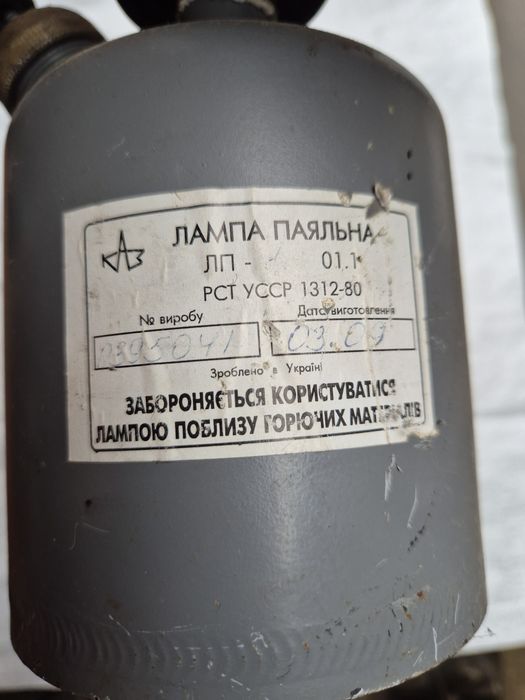 ЛАМПА ПАЯЛЬНА
ЛП - 01.1
РСТ УССР 1312-80
№ виробу Дата виготовлення
03.09
Зроблено в Україні
ЗАБОРОНЯЄТЬСЯ КОРИСТУВАТИСЯ
ЛАМПОЮ ПОБЛИЗУ ГОРЮЧИХ МАТЕРІАЛІВ